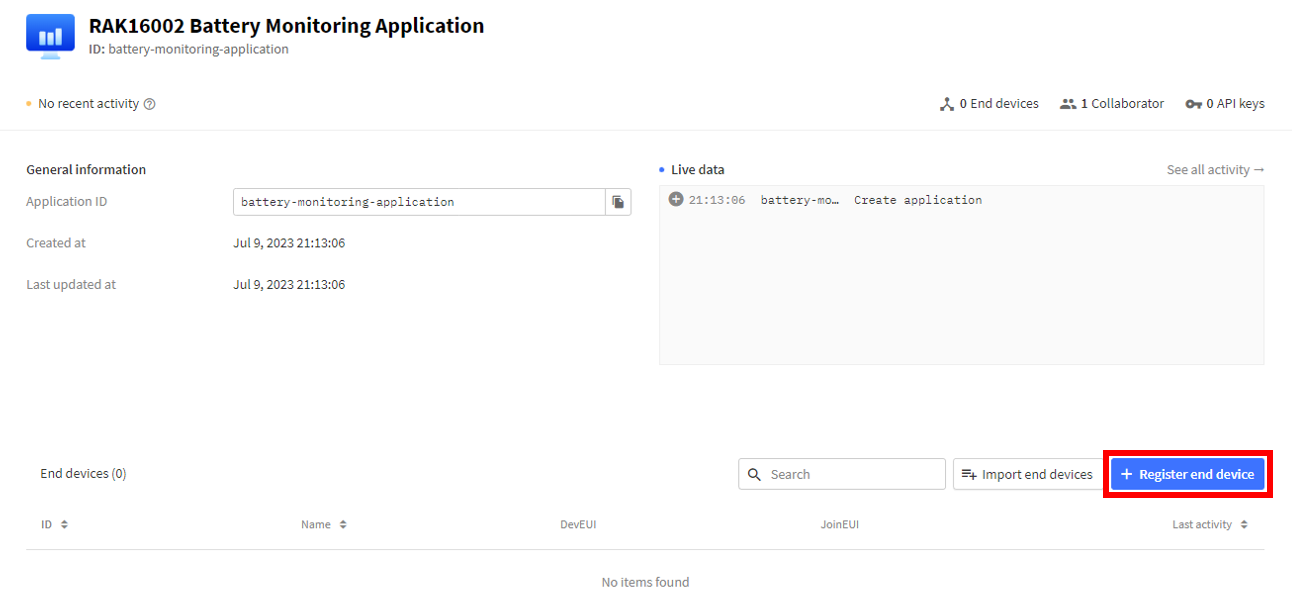 RAK16002 Battery Monitoring Application
ID: battery-monitoring-application
No recent activity
0 End devices 1 Collaborator 0 API keys
General information
Application ID battery-monitoring-application
Created at Jul 9, 2023 21:13:06
Last updated at Jul 9, 2023 21:13:06
Live data See all activity →
21:13:06 battery-mo… Create application
End devices (0) Search Import end devices + Register end device
ID Name DevEUI JoinEUI Last activity
No items found